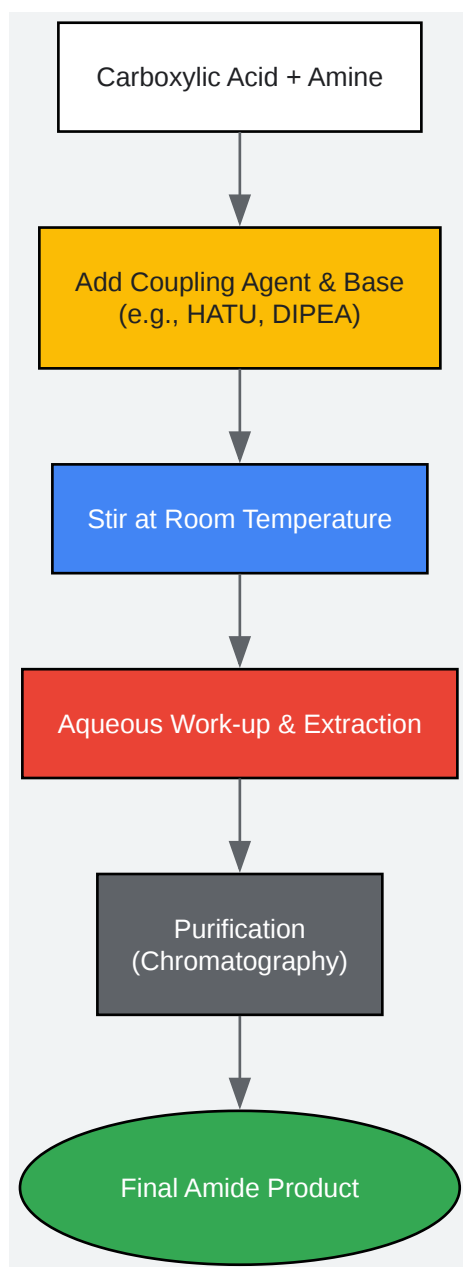 Carboxylic Acid + Amine
Add Coupling Agent & Base
(e.g., HATU, DIPEA)
Stir at Room Temperature
Aqueous Work-up & Extraction
Purification
(Chromatography)
Final Amide Product